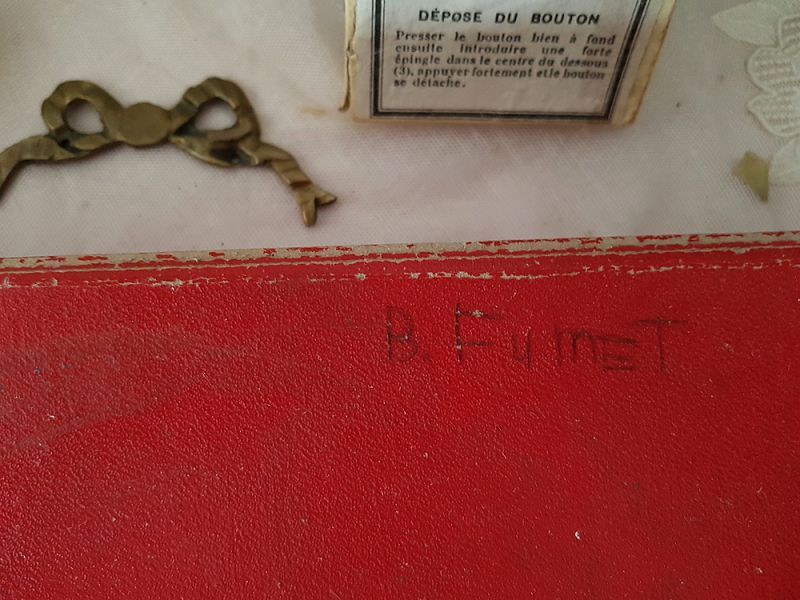 DÉPOSE DU BOUTON
Presser le bouton bien à fond
ensuite introduire une forte
épingle dans le centre du dessous
(3), appuyer fortement et le bouton
se détache.
B. FumET